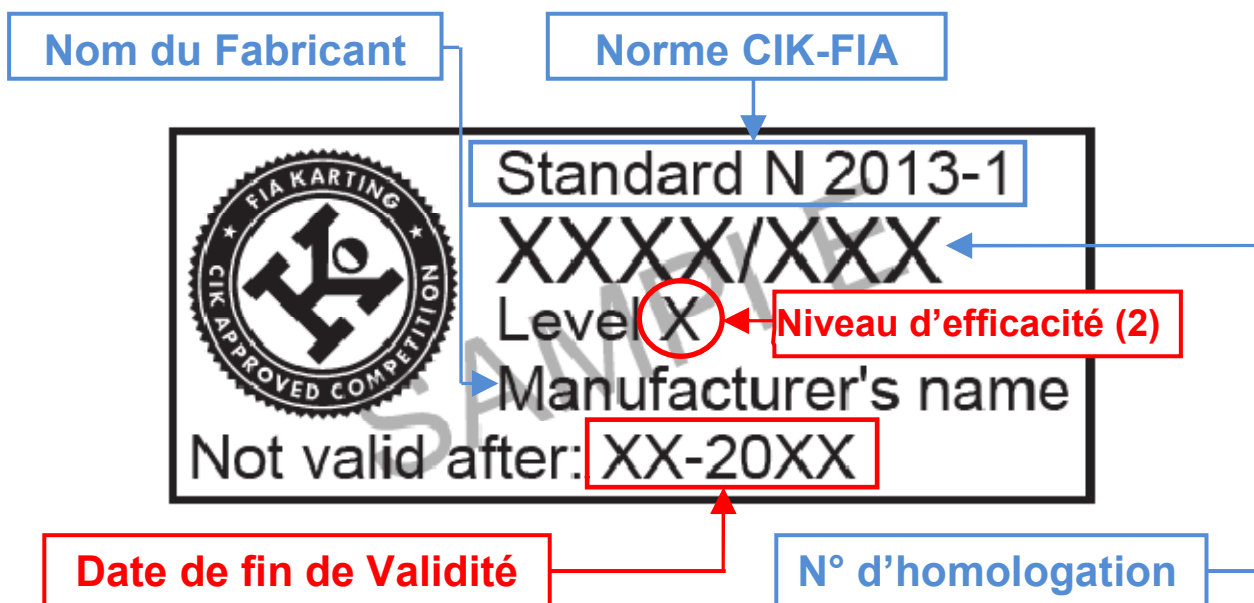 Nom du Fabricant
Norme CIK-FIA
FIA KARTING
CIK APPROVED COMPETITION
Standard N 2013-1
XXXX/XXX
Level X
Niveau d’efficacité (2)
Manufacturer's name
Not valid after: XX-20XX
SAMPLE
Date de fin de Validité
N° d’homologation